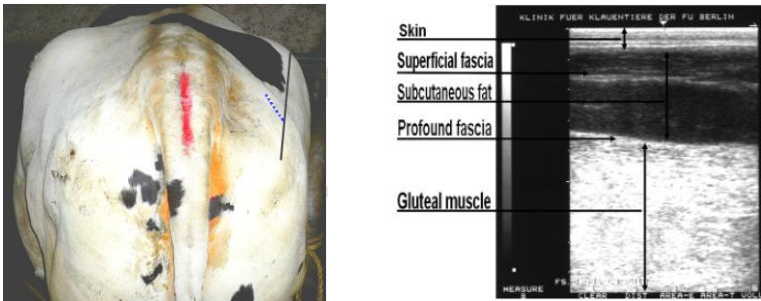 KLINIK FUER KLAUENTIERE DER FU BERLIN
Skin
Superficial fascia
Subcutaneous fat
Profound fascia
Gluteal muscle
MEASURE
CLEAR DIST AREA-E AREA-T VOLU